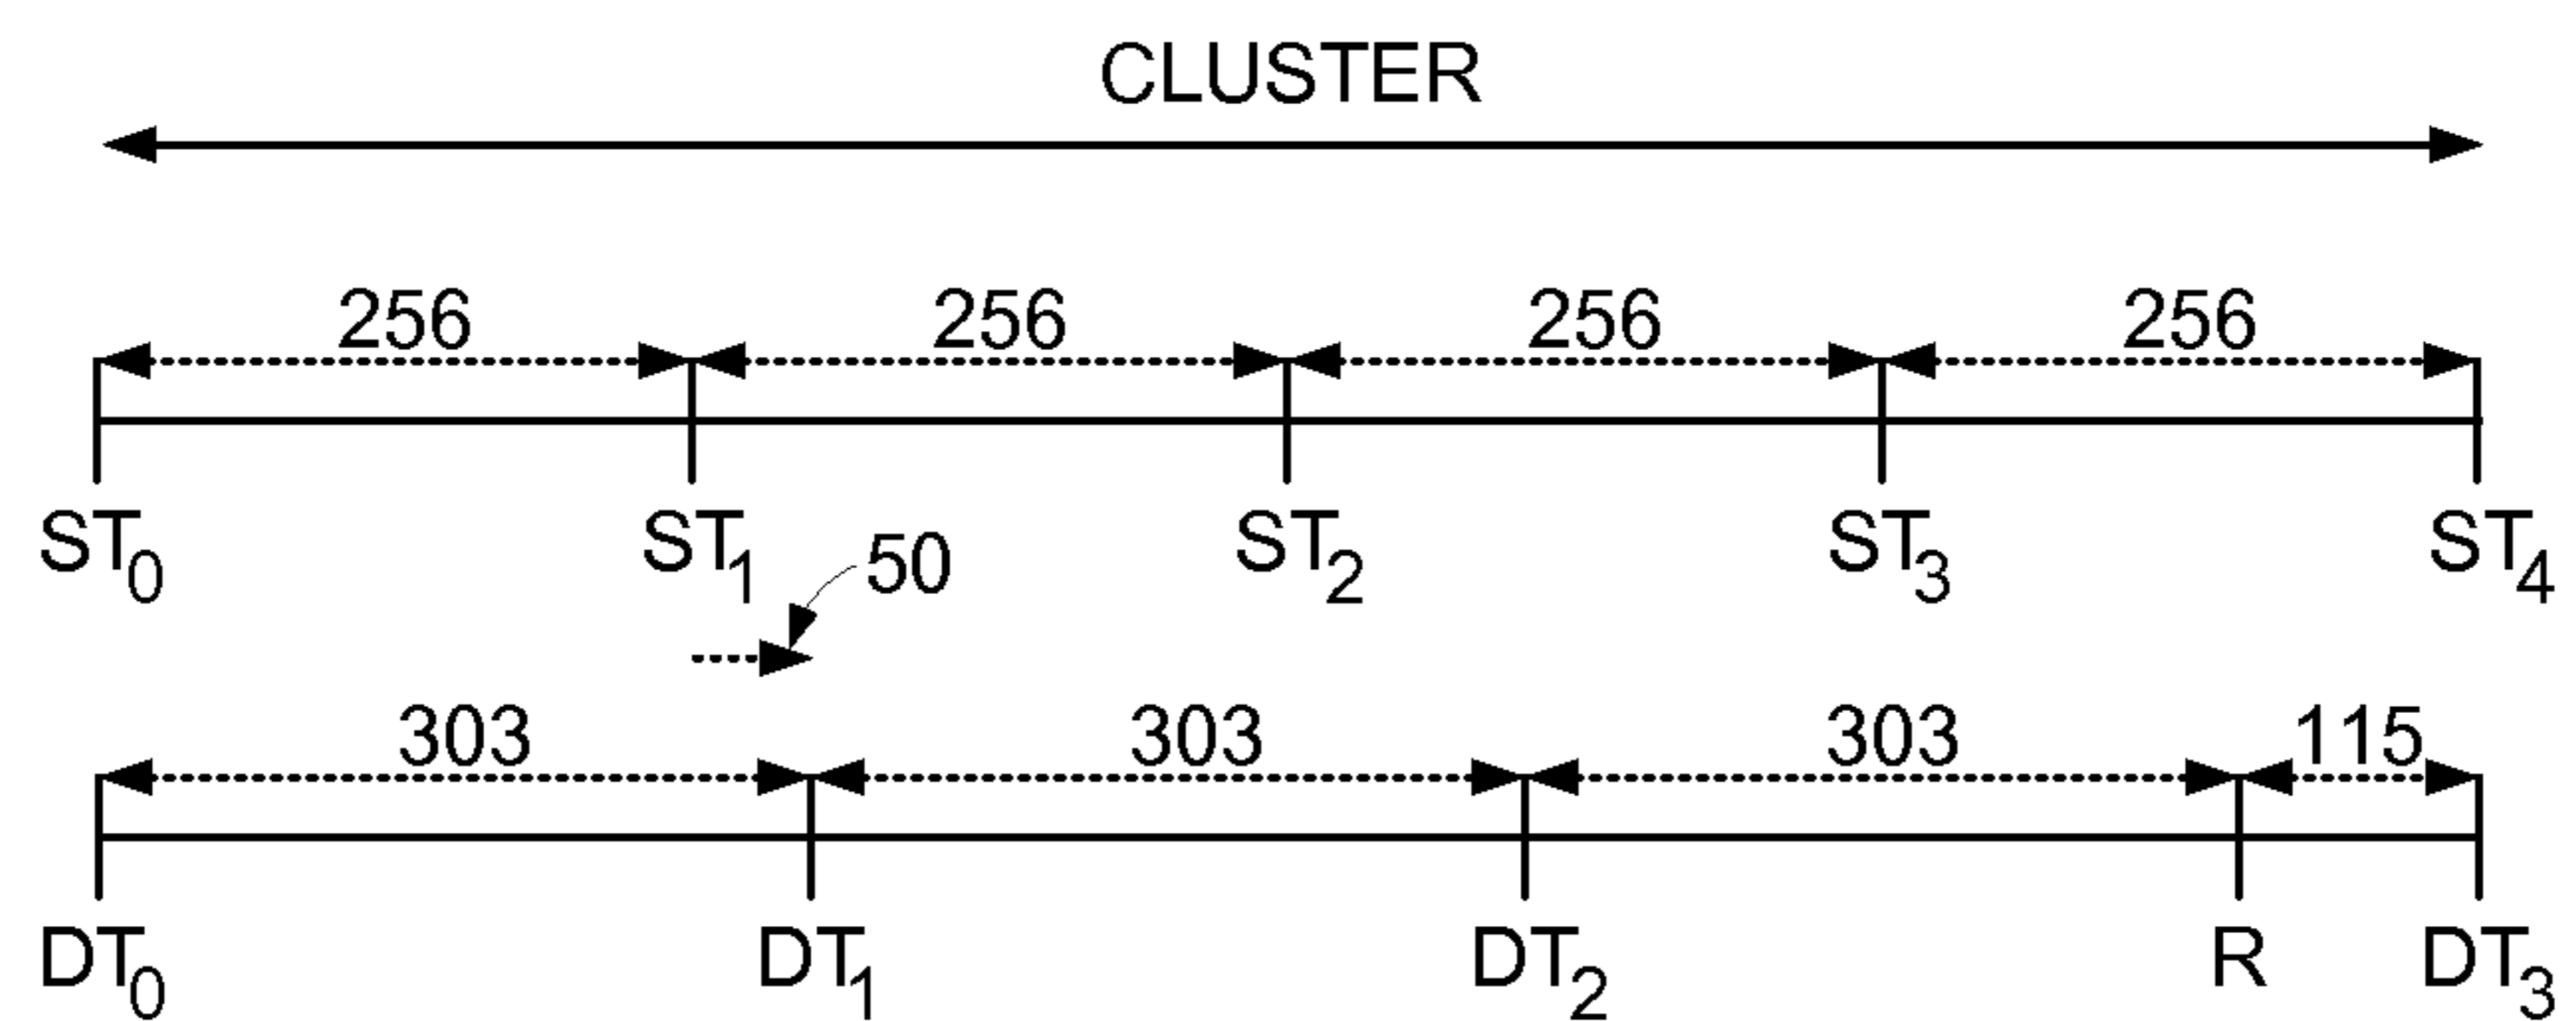 CLUSTER
256 256 256 256
ST0 ST1 ST2 ST3 ST4
50
303 303 303 115
DT0 DT1 DT2 R DT3